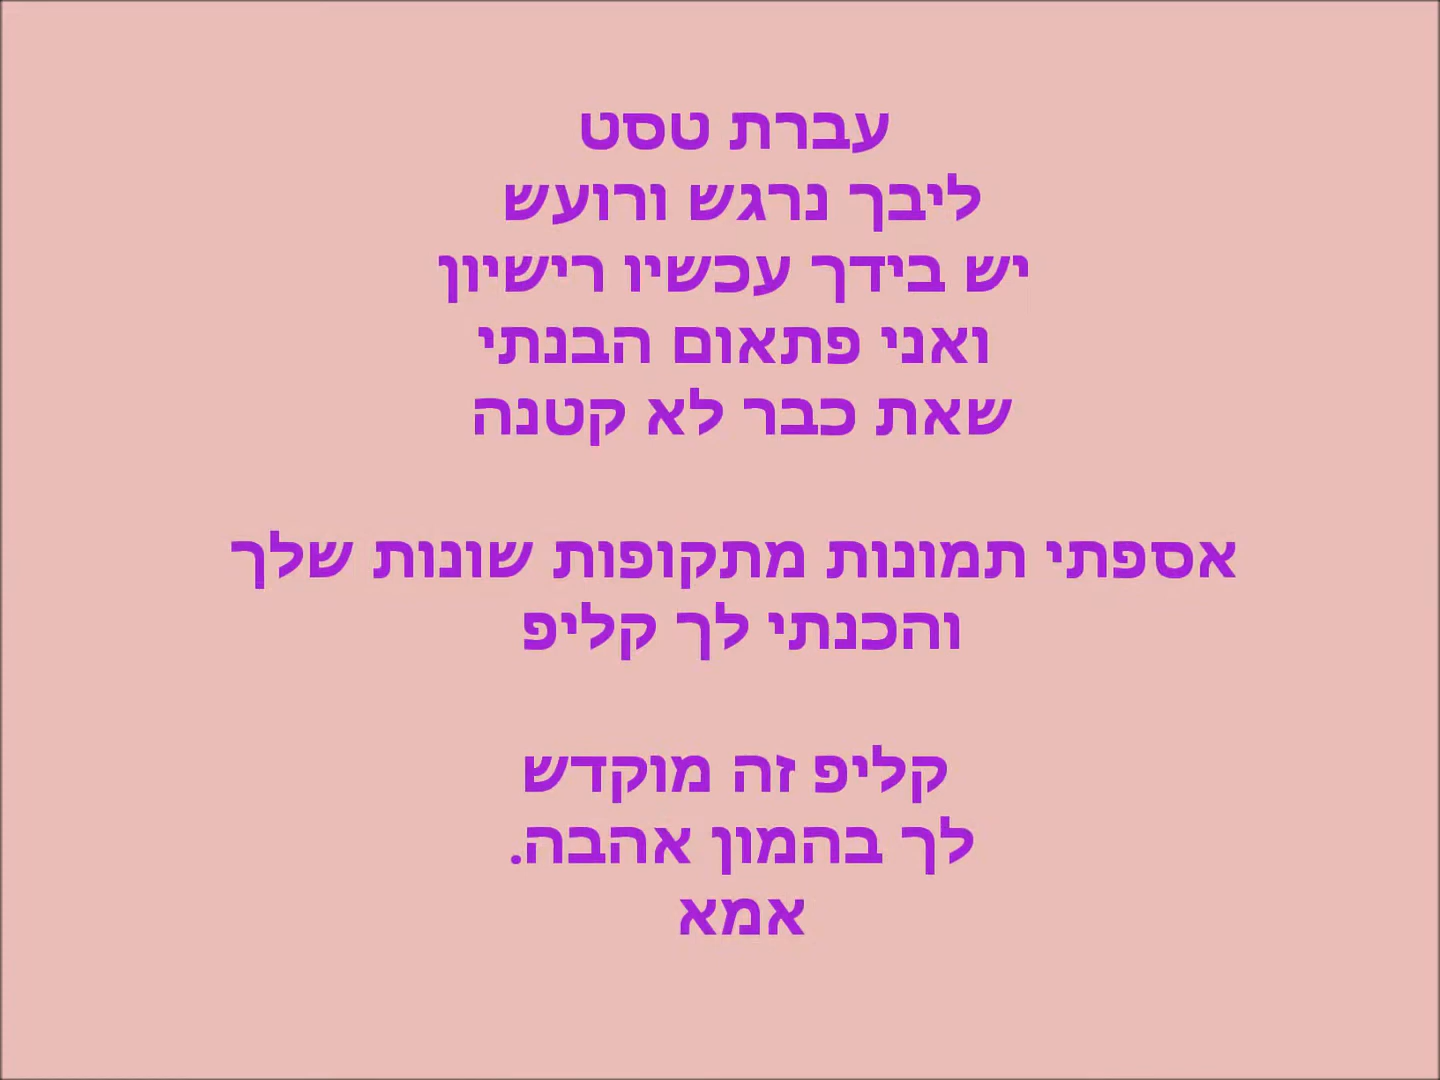 עברת טסט
ליבך נרגש ורועש
יש בידך עכשיו רישיון
ואני פתאום הבנתי
שאת כבר לא קטנה
אספתי תמונות מתקופות שונות שלך
והכנתי לך קליפ
קליפ זה מוקדש
לך בהמון אהבה.
אמא